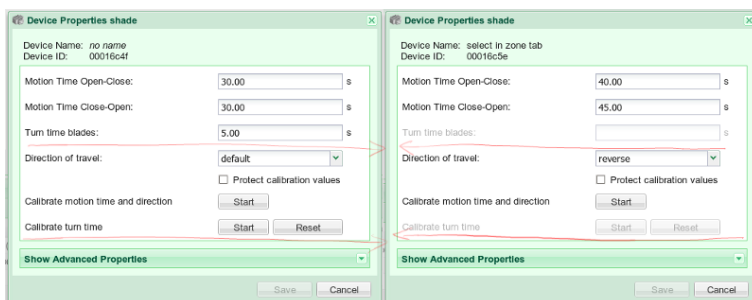 Device Properties shade
Device Name: no name
Device ID: 00016c4f
Motion Time Open-Close: 30.00 s
Motion Time Close-Open: 30.00 s
Turn time blades: 5.00 s
Direction of travel: default
Protect calibration values
Calibrate motion time and direction Start
Calibrate turn time Start Reset
Show Advanced Properties
Save Cancel
Device Properties shade
Device Name: select in zone tab
Device ID: 00016c5e
Motion Time Open-Close: 40.00 s
Motion Time Close-Open: 45.00 s
Turn time blades: s
Direction of travel: reverse
Protect calibration values
Calibrate motion time and direction Start
Calibrate turn time Start Reset
Show Advanced Properties
Save Cancel